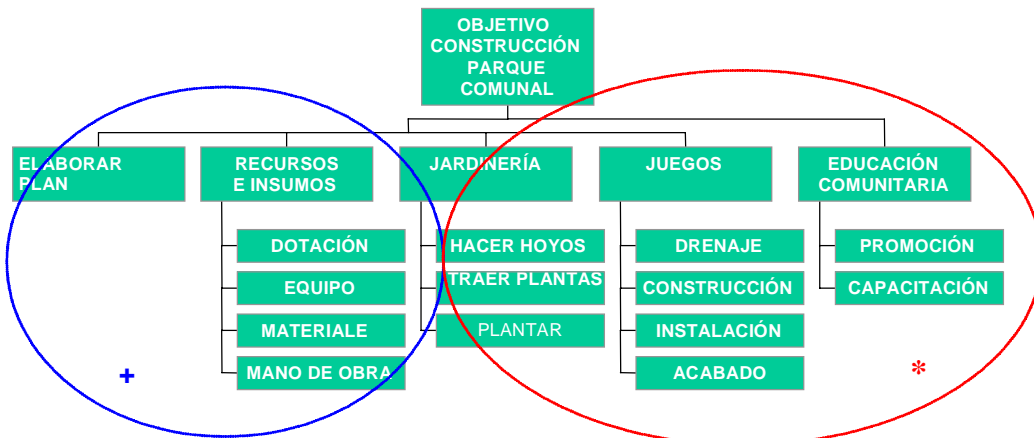 OBJETIVO
CONSTRUCCIÓN
PARQUE
COMUNAL
ELABORAR
PLAN
RECURSOS
E INSUMOS
JARDINERÍA
JUEGOS
EDUCACIÓN
COMUNITARIA
DOTACIÓN
EQUIPO
MATERIALE
MANO DE OBRA
HACER HOYOS
TRAER PLANTAS
PLANTAR
DRENAJE
CONSTRUCCIÓN
INSTALACIÓN
ACABADO
PROMOCIÓN
CAPACITACIÓN
+
*